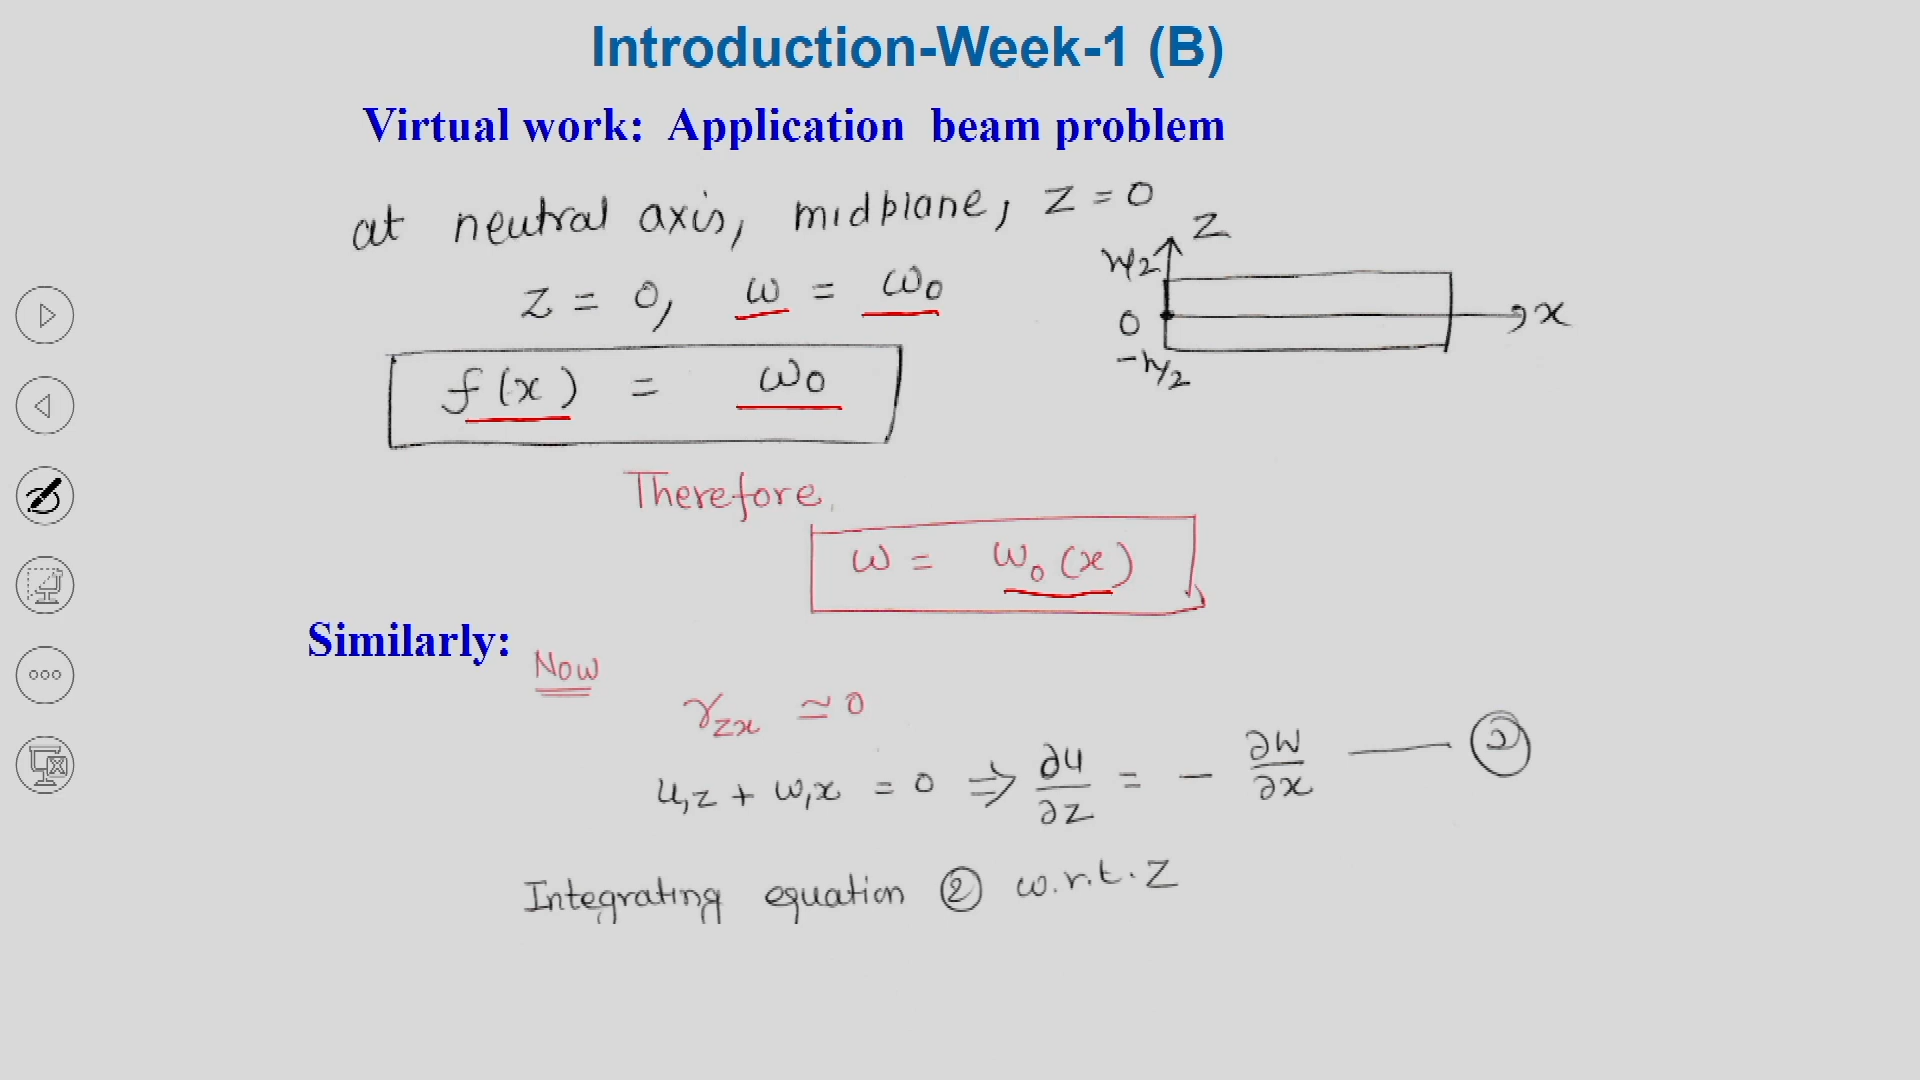 Introduction-Week-1 (B)
Virtual work: Application beam problem
at neutral axis, midplane, z = 0
z = 0, w = w₀
f(x) = w₀
z
h/2
0
-h/2
x
Therefore,
w = w₀(x)
Similarly:
Now
γzx ≃ 0
u,z + w,x = 0 ⇒ ∂u/∂z = - ∂w/∂x —— ②
Integrating equation ② w.r.t. z